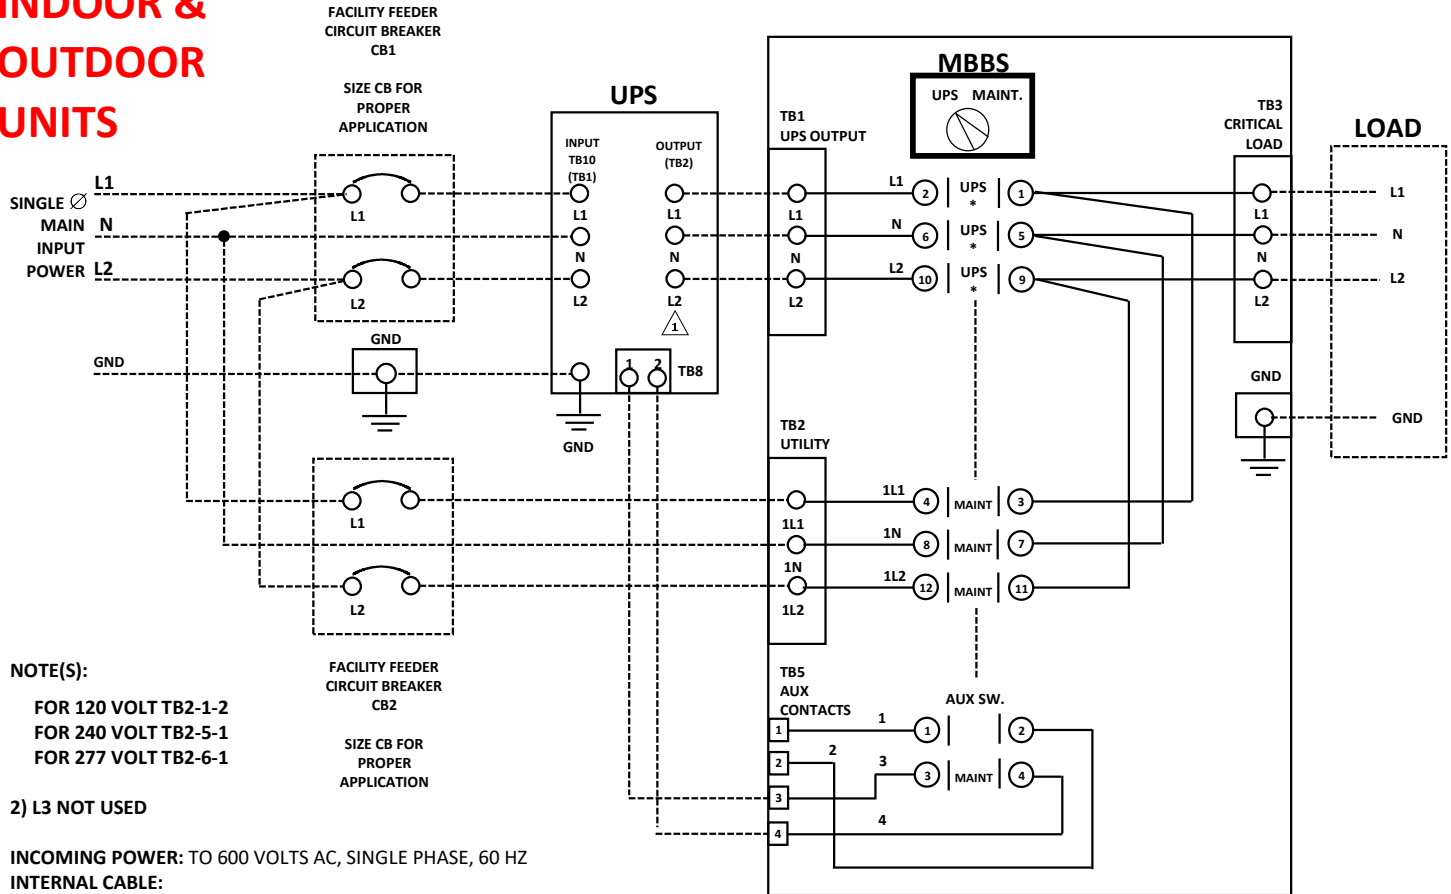 INDOOR &
OUTDOOR
UNITS
FACILITY FEEDER
CIRCUIT BREAKER
CB1
SIZE CB FOR
PROPER
APPLICATION
SINGLE ∅
MAIN
INPUT
POWER
L1
N
L2
GND
L1
L2
GND
UPS
INPUT
TB10
(TB1)
L1
N
L2
OUTPUT
(TB2)
L1
N
L2
1
1 2
TB8
GND
MBBS
UPS MAINT.
TB1
UPS OUTPUT
L1
N
L2
L1 2 UPS 1
*
N 6 UPS 5
*
L2 10 UPS 9
*
TB3
CRITICAL
LOAD
L1
N
L2
GND
LOAD
L1
N
L2
GND
TB2
UTILITY
1L1
1N
1L2
1L1 4 MAINT 3
1N 8 MAINT 7
1L2 12 MAINT 11
L1
L2
FACILITY FEEDER
CIRCUIT BREAKER
CB2
SIZE CB FOR
PROPER
APPLICATION
TB5
AUX
CONTACTS
1
2
3
4
AUX SW.
1 1 2
2
3 3 MAINT 4
4
NOTE(S):
FOR 120 VOLT TB2-1-2
FOR 240 VOLT TB2-5-1
FOR 277 VOLT TB2-6-1
2) L3 NOT USED
INCOMING POWER: TO 600 VOLTS AC, SINGLE PHASE, 60 HZ
INTERNAL CABLE: